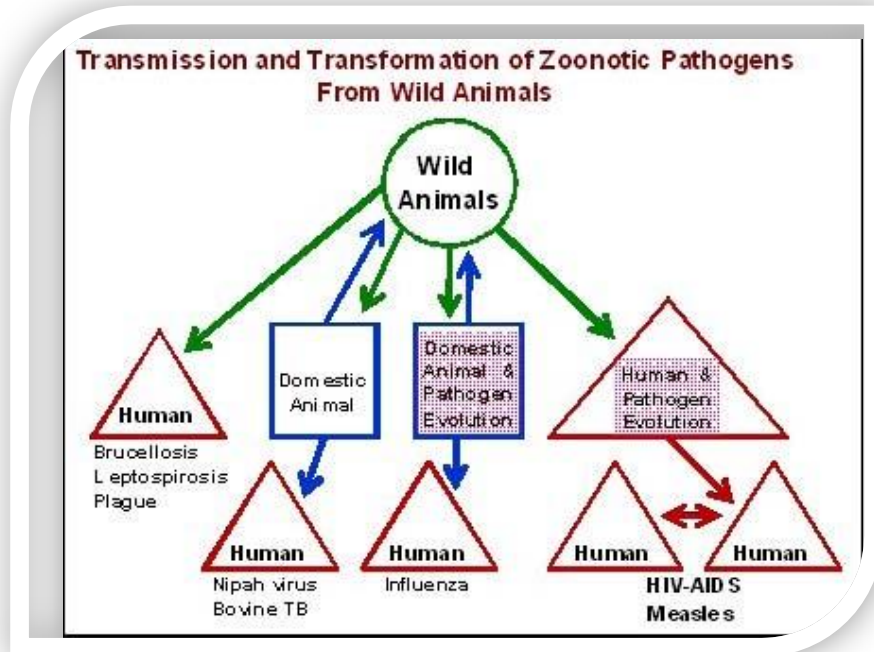 Transmission and Transformation of Zoonotic Pathogens
From Wild Animals
Wild
Animals
Human
Brucellosis
Leptospirosis
Plague
Domestic
Animal
Domestic
Animal &
Pathogen
Evolution
Human &
Pathogen
Evolution
Human
Nipah virus
Bovine TB
Human
Influenza
Human
Human
HIV-AIDS
Measles